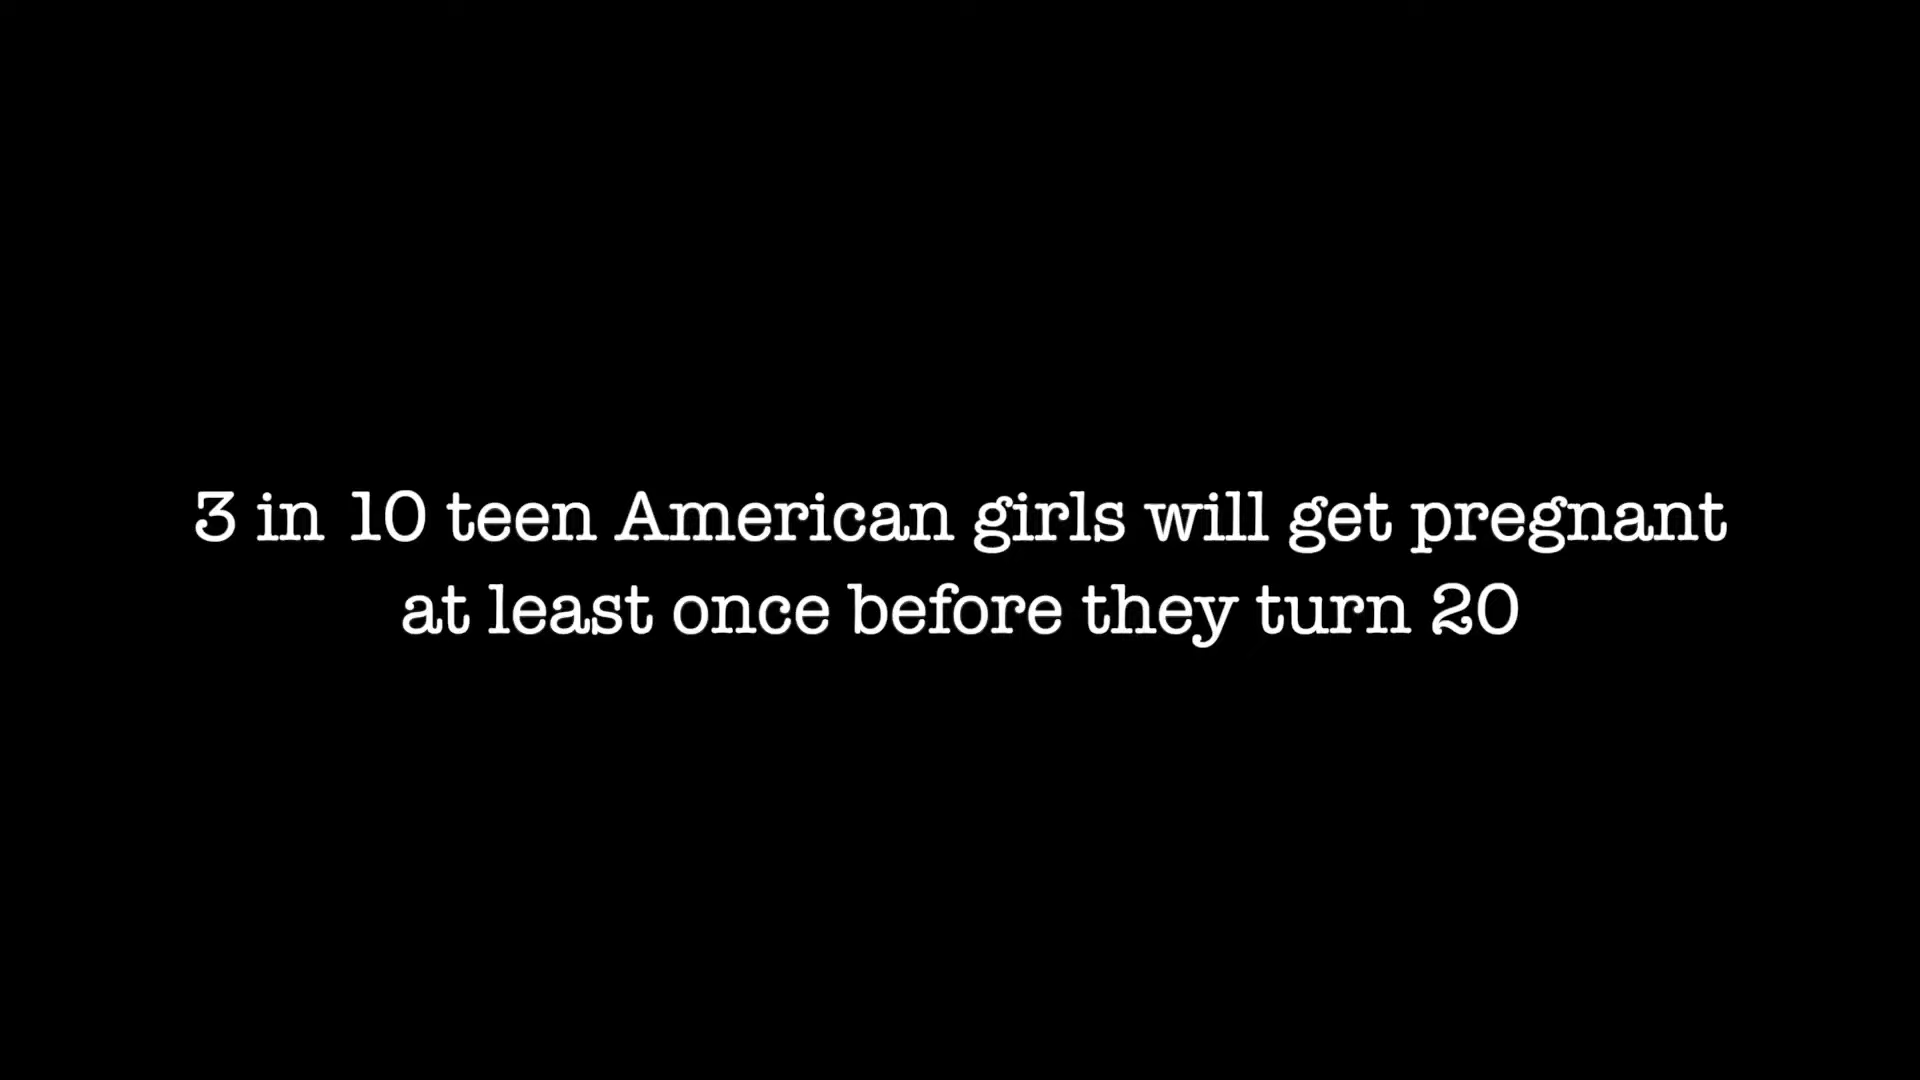 3 in 10 teen American girls will get pregnant
at least once before they turn 20